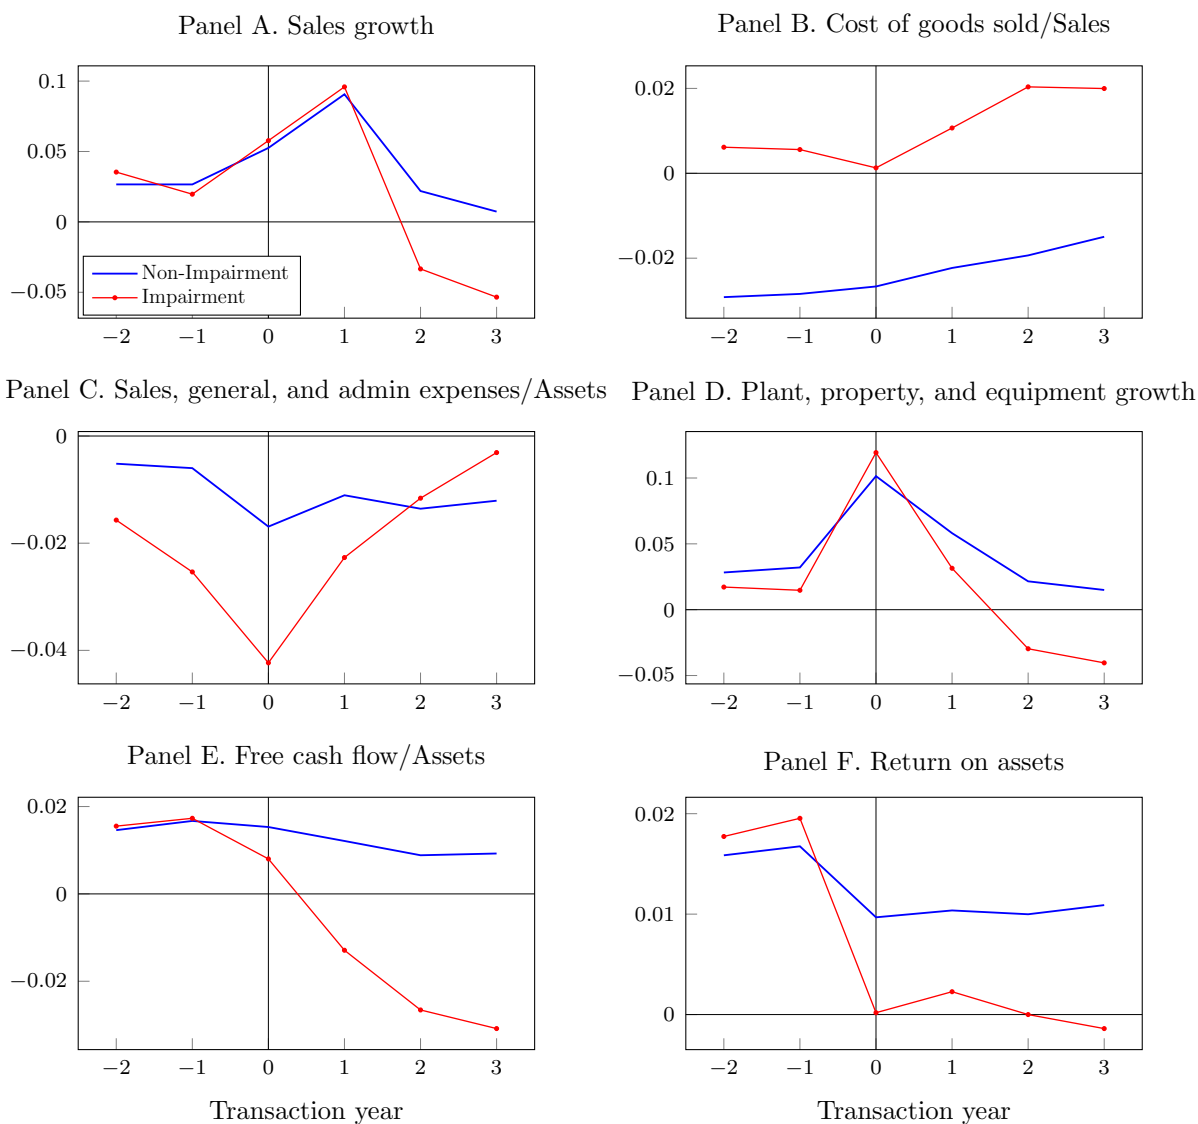 Panel A. Sales growth
0.1
0.05
0
−0.05
Non-Impairment
Impairment
−2 −1 0 1 2 3
Panel B. Cost of goods sold/Sales
0.02
0
−0.02
−2 −1 0 1 2 3
Panel C. Sales, general, and admin expenses/Assets
0
−0.02
−0.04
−2 −1 0 1 2 3
Panel D. Plant, property, and equipment growth
0.1
0.05
0
−0.05
−2 −1 0 1 2 3
Panel E. Free cash flow/Assets
0.02
0
−0.02
−2 −1 0 1 2 3
Transaction year
Panel F. Return on assets
0.02
0.01
0
−2 −1 0 1 2 3
Transaction year